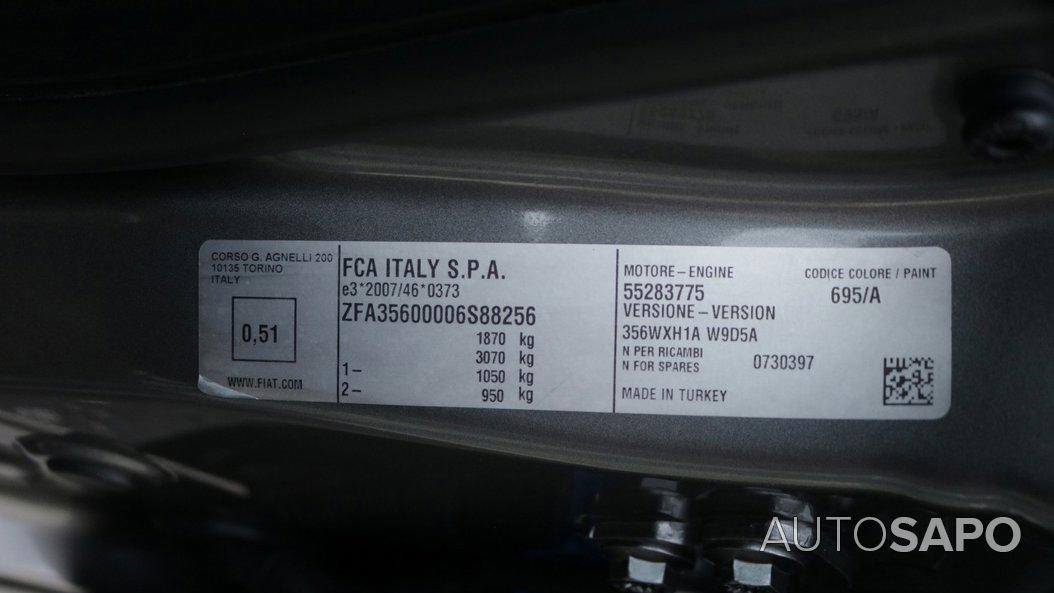 CORSO G. AGNELLI 200
10135 TORINO
ITALY
0,51
WWW.FIAT.COM
FCA ITALY S.P.A.
e3*2007/46*0373
ZFA35600006S88256
1870 kg
3070 kg
1– 1050 kg
2– 950 kg
MOTORE–ENGINE
55283775
VERSIONE–VERSION
356WXH1A W9D5A
N PER RICAMBI
N FOR SPARES 0730397
MADE IN TURKEY
CODICE COLORE / PAINT
695/A
AUTOSAPO